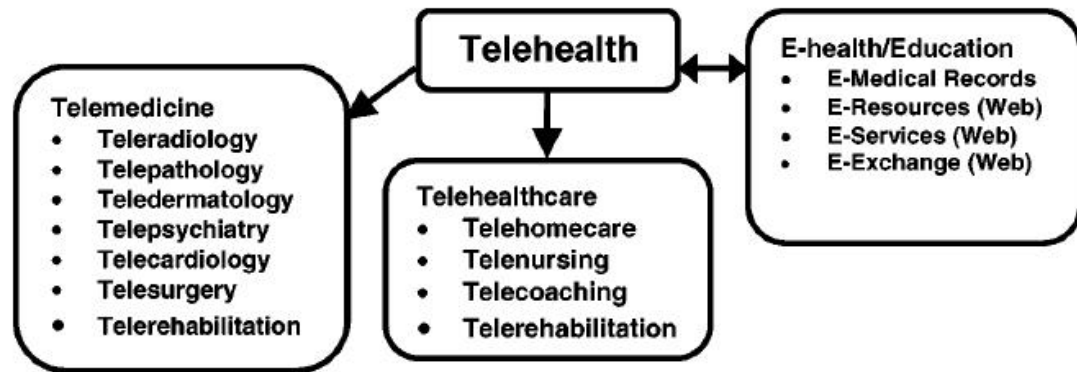 Telehealth
Telemedicine
• Teleradiology
• Telepathology
• Teledermatology
• Telepsychiatry
• Telecardiology
• Telesurgery
• Telerehabilitation
Telehealthcare
• Telehomecare
• Telenursing
• Telecoaching
• Telerehabilitation
E-health/Education
• E-Medical Records
• E-Resources (Web)
• E-Services (Web)
• E-Exchange (Web)